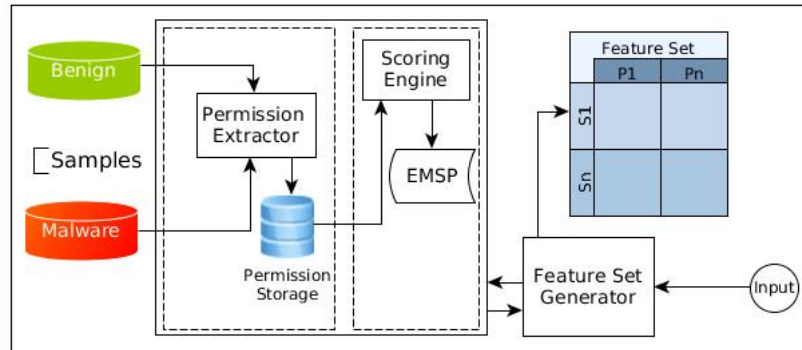 Benign
Samples
Malware
Permission
Extractor
Permission
Storage
Scoring
Engine
EMSP
Feature Set
P1
Pn
S1
Sn
Feature Set
Generator
Input